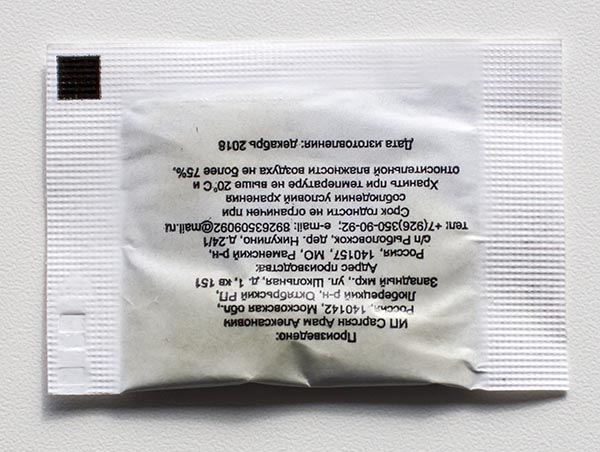 Произведено:
ИП Саргсян Арам Алексанович
Россия, 140142, Московская обл.,
Люберецкий р-н, Октябрьский РП,
Западный, мкр., ул. Школьная, д. 1, кв 151
Адрес производства:
Россия, 140157, МО, Раменский р-н,
с/п Рыболовское, дер. Никулино, д.24/1
тел: +7(926)350-90-92; e-mail: 89263509092@mail.ru
Срок годности не ограничен при
соблюдении условий хранения
Хранить при температуре не выше 20°С и
относительной влажности воздуха не более 75%.
Дата изготовления: декабрь 2018